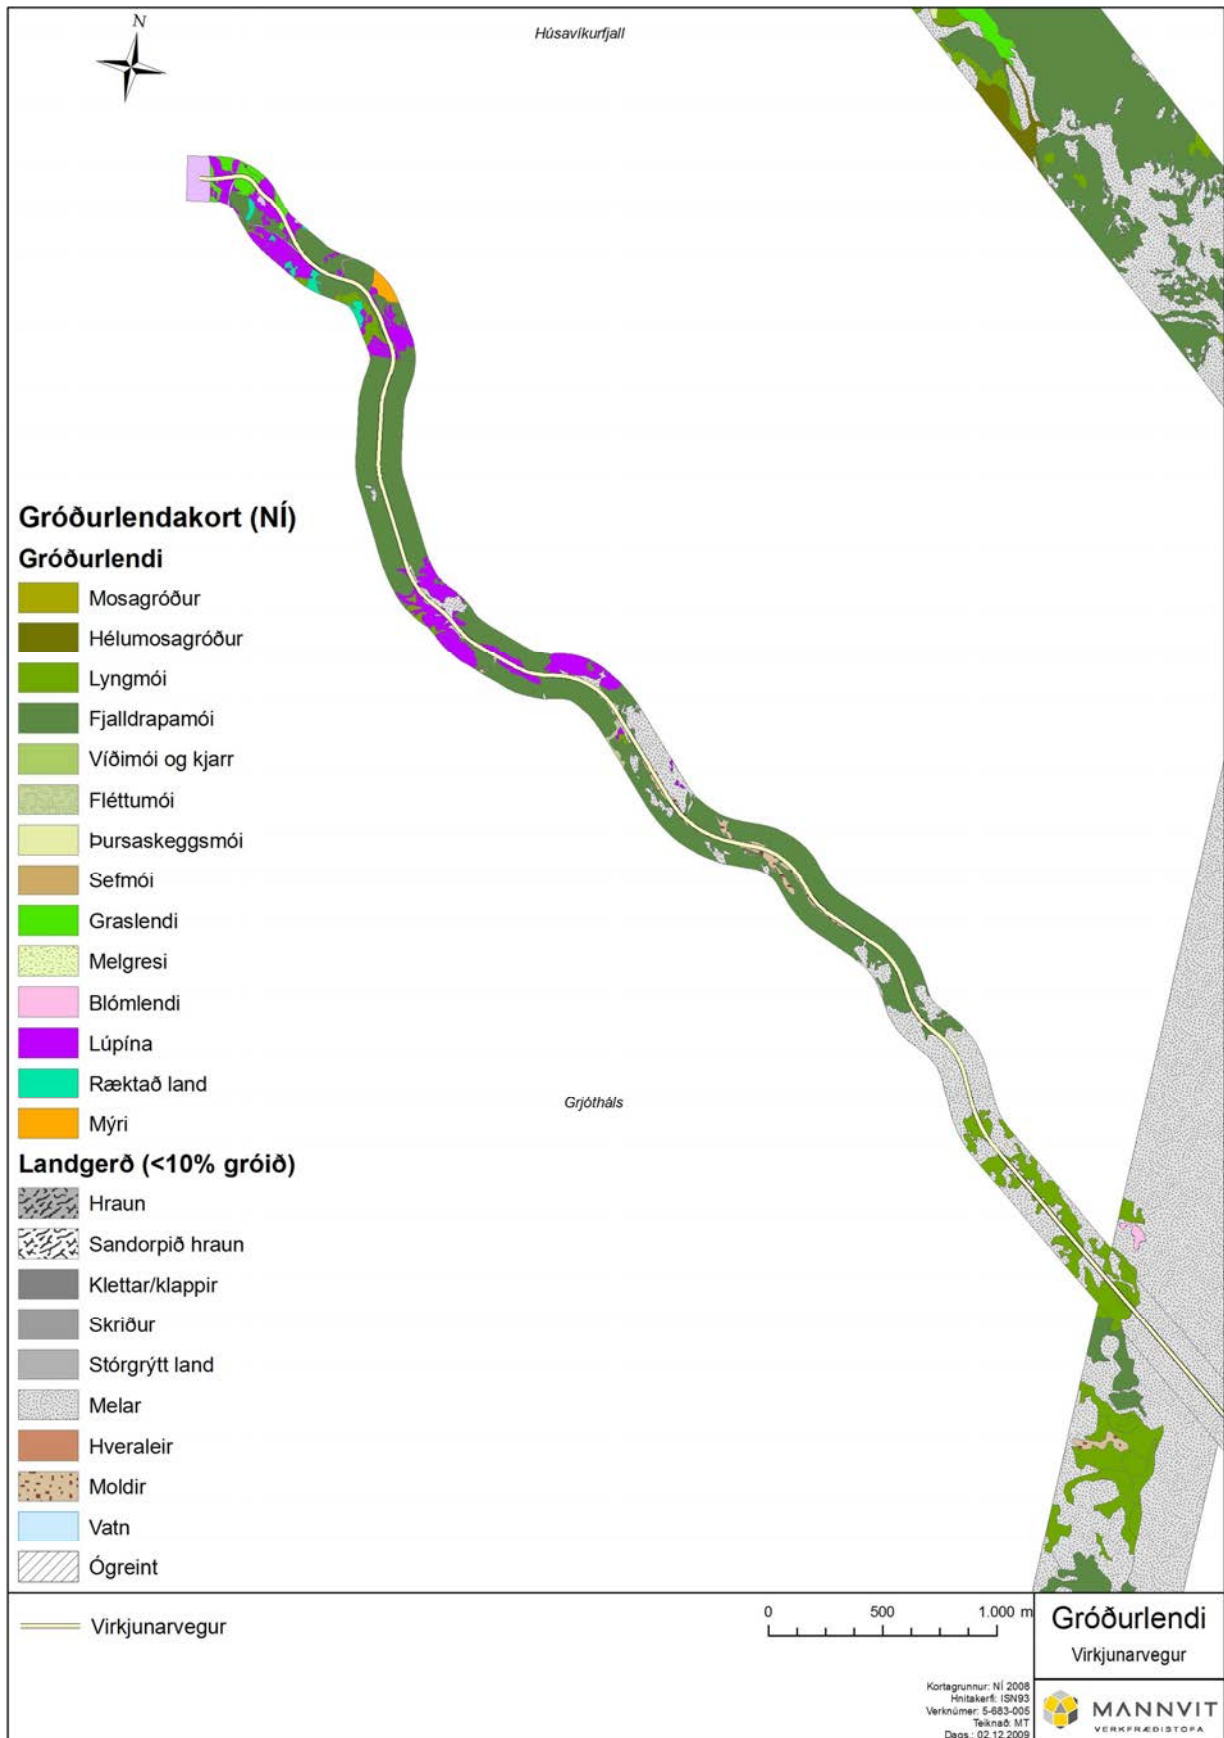 N
Húsavíkurfjall
Gróðurlendakort (NÍ)
Gróðurlendi
Mosagróður
Hélumosagróður
Lyngmói
Fjalldrapamói
Víðimói og kjarr
Fléttumói
Þursaskeggsmói
Sefmói
Graslendi
Melgresi
Blómlendi
Lúpína
Ræktað land
Mýri
Grjótháls
Landgerð (<10% gróið)
Hraun
Sandorpið hraun
Klettar/klappir
Skriður
Stórgrýtt land
Melar
Hveraleir
Moldir
Vatn
Ógreint
Virkjunarvegur
0 500 1.000 m
Gróðurlendi
Virkjunarvegur
Kortagrunnur: NÍ 2008
Hnitakerfi: ISN93
Verknúmer: 5-683-005
Teiknað: MT
Dags.: 02.12.2009
MANNVIT
VERKFRÆÐISTOFA